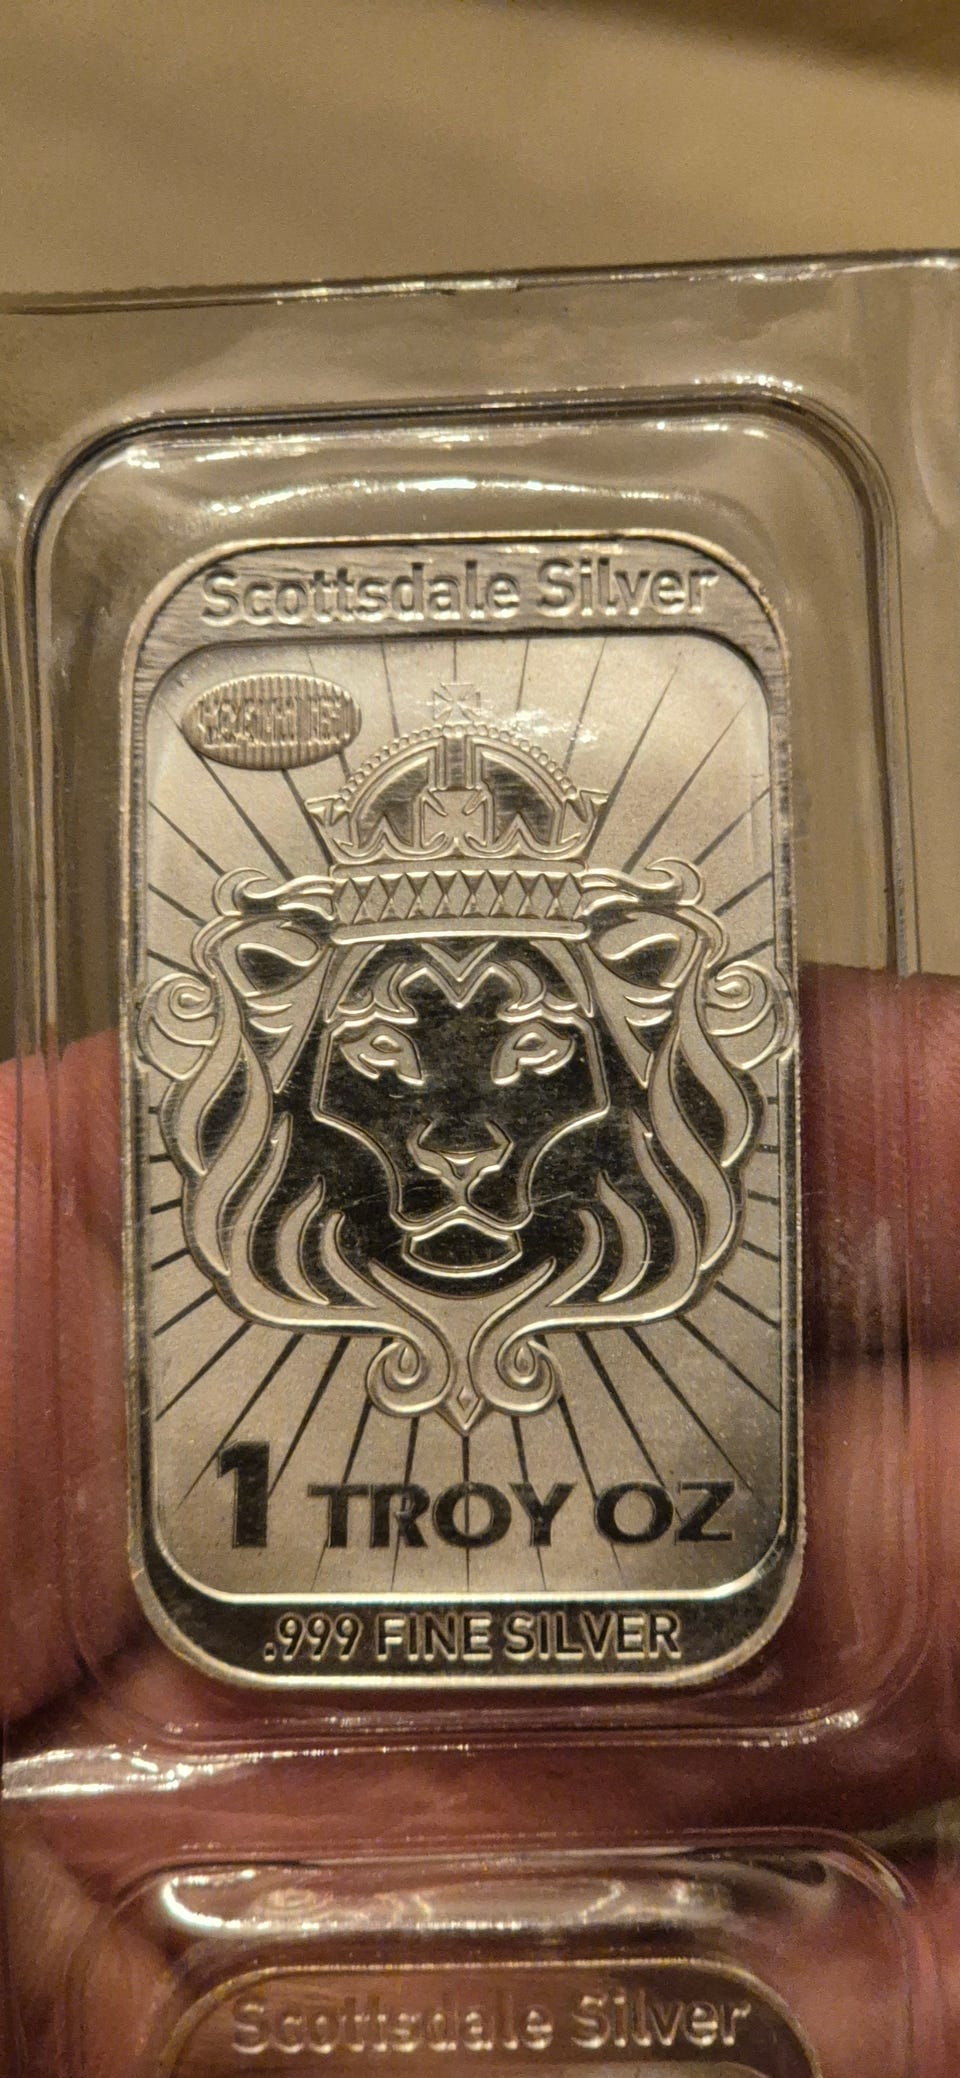 Scottsdale Silver
1 TROY OZ
.999 FINE SILVER
Scottsdale Silver